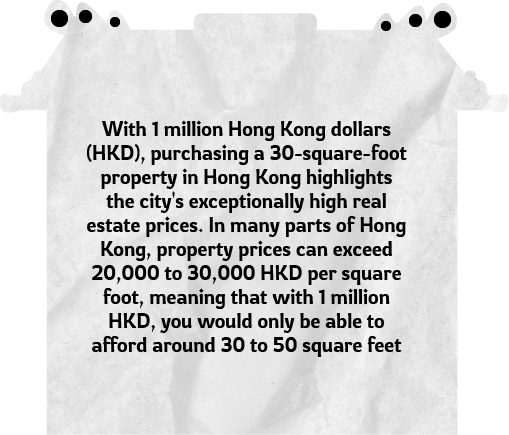 With 1 million Hong Kong dollars
(HKD), purchasing a 30-square-foot
property in Hong Kong highlights
the city's exceptionally high real
estate prices. In many parts of Hong
Kong, property prices can exceed
20,000 to 30,000 HKD per square
foot, meaning that with 1 million
HKD, you would only be able to
afford around 30 to 50 square feet